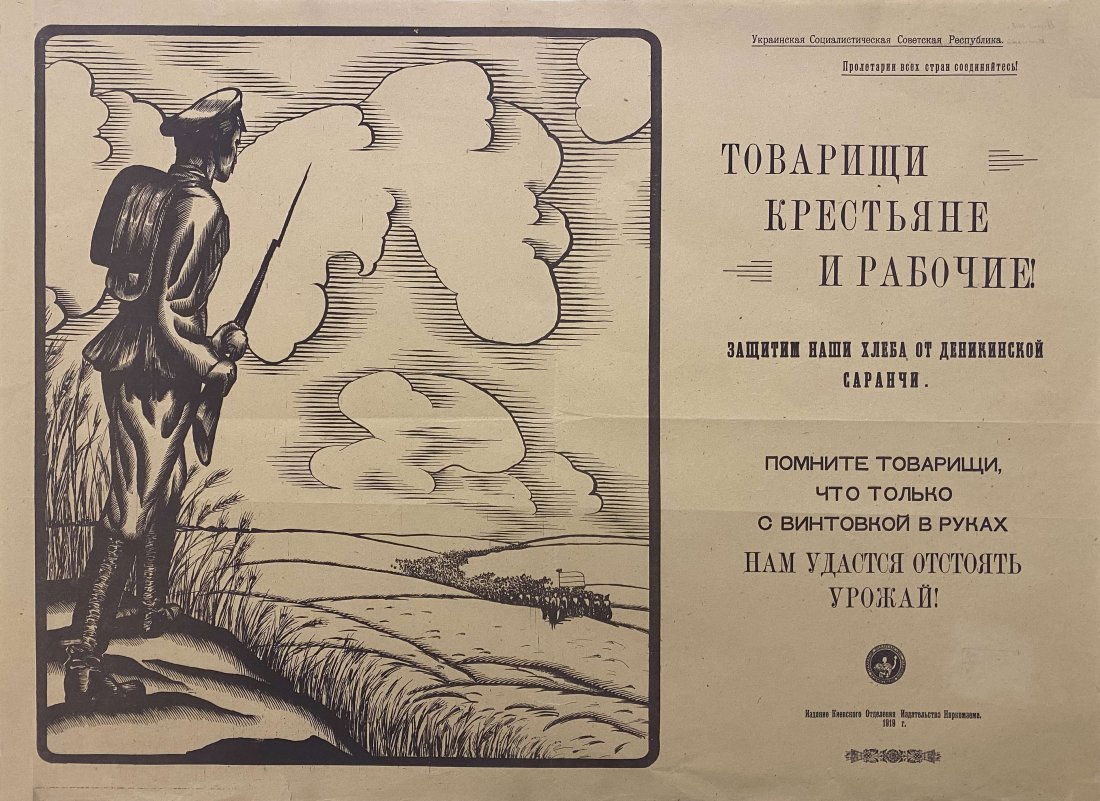 Украинская Социалистическая Советская Республика.
Пролетарии всех стран соединяйтесь!
ТОВАРИЩИ
КРЕСТЬЯНЕ
И РАБОЧИЕ!
ЗАЩИТИМ НАШИ ХЛЕБА ОТ ДЕНИКИНСКОЙ
САРАНЧИ.
ПОМНИТЕ ТОВАРИЩИ,
ЧТО ТОЛЬКО
С ВИНТОВКОЙ В РУКАХ
НАМ УДАСТСЯ ОТСТОЯТЬ
УРОЖАЙ!
Издание Киевского Отделения Издательства Наркомзема.
1919 г.